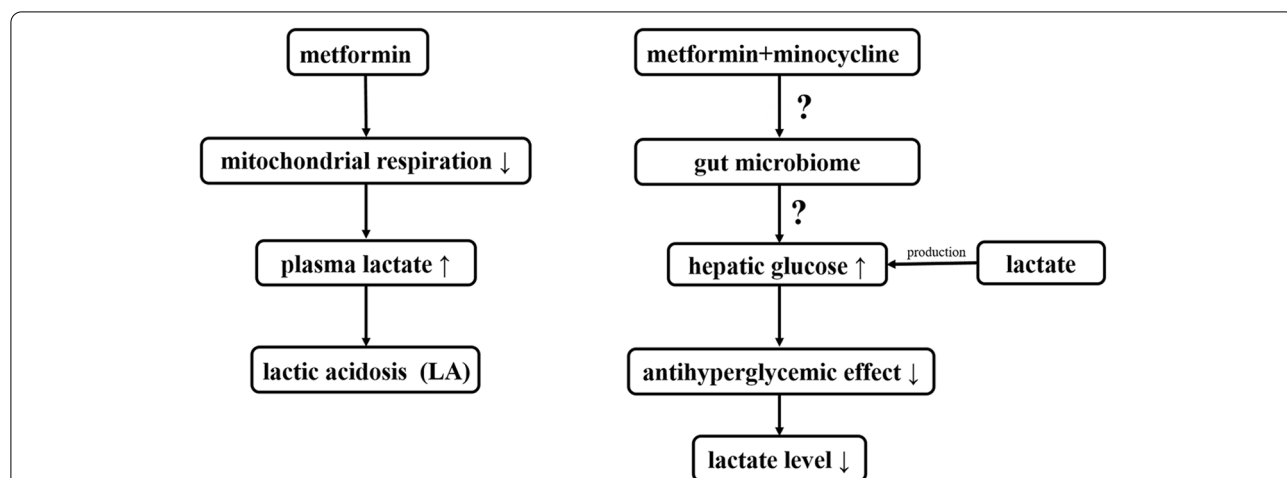 metformin
mitochondrial respiration ↓
plasma lactate ↑
lactic acidosis (LA)
metformin+minocycline
?
gut microbiome
?
hepatic glucose ↑
production
lactate
antihyperglycemic effect ↓
lactate level ↓